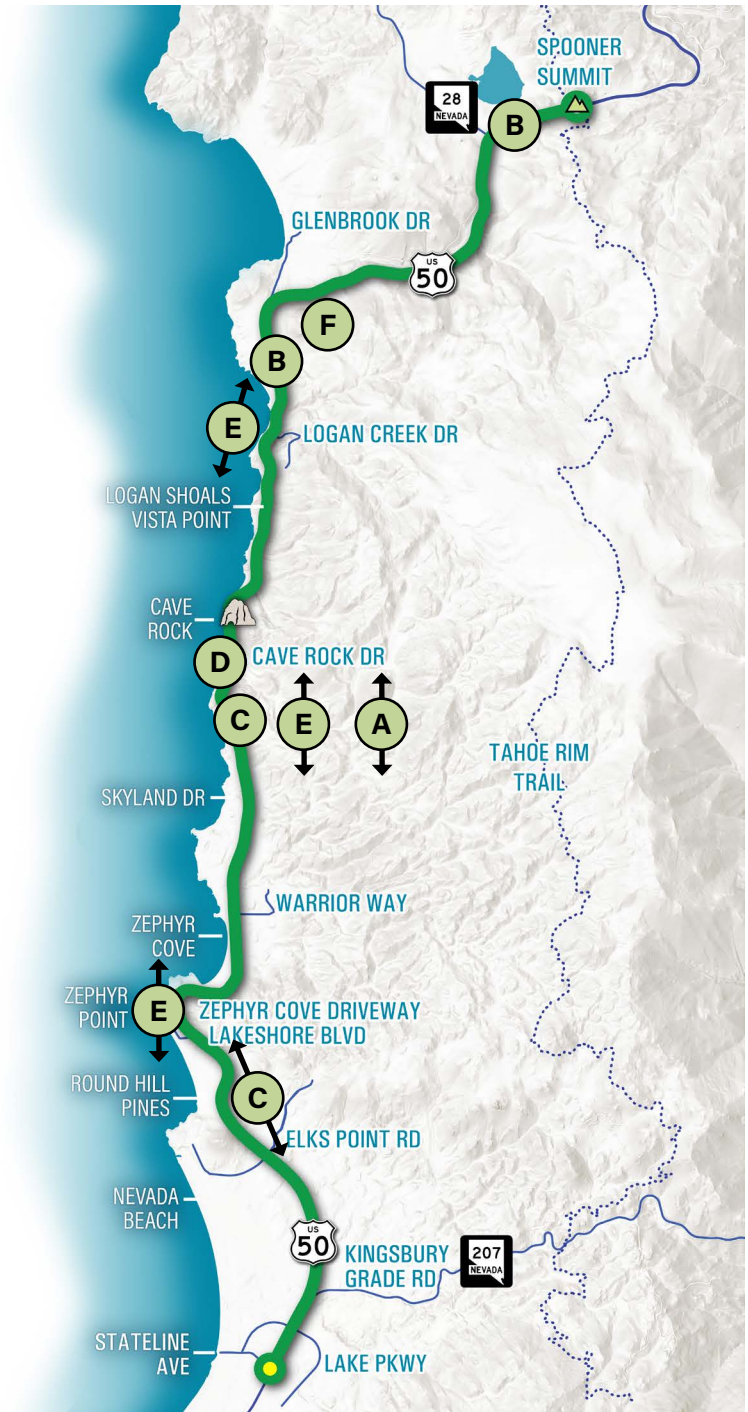 SPOONER
SUMMIT
28
NEVADA
B
GLENBROOK DR
US
50
F
B
E
LOGAN CREEK DR
LOGAN SHOALS
VISTA POINT
CAVE
ROCK
D
CAVE ROCK DR
C
E
A
TAHOE RIM
TRAIL
SKYLAND DR
WARRIOR WAY
ZEPHYR
COVE
ZEPHYR
POINT
E
ZEPHYR COVE DRIVEWAY
LAKESHORE BLVD
ROUND HILL
PINES
C
ELKS POINT RD
NEVADA
BEACH
US
50
KINGSBURY
GRADE RD
207
NEVADA
STATELINE
AVE
LAKE PKWY